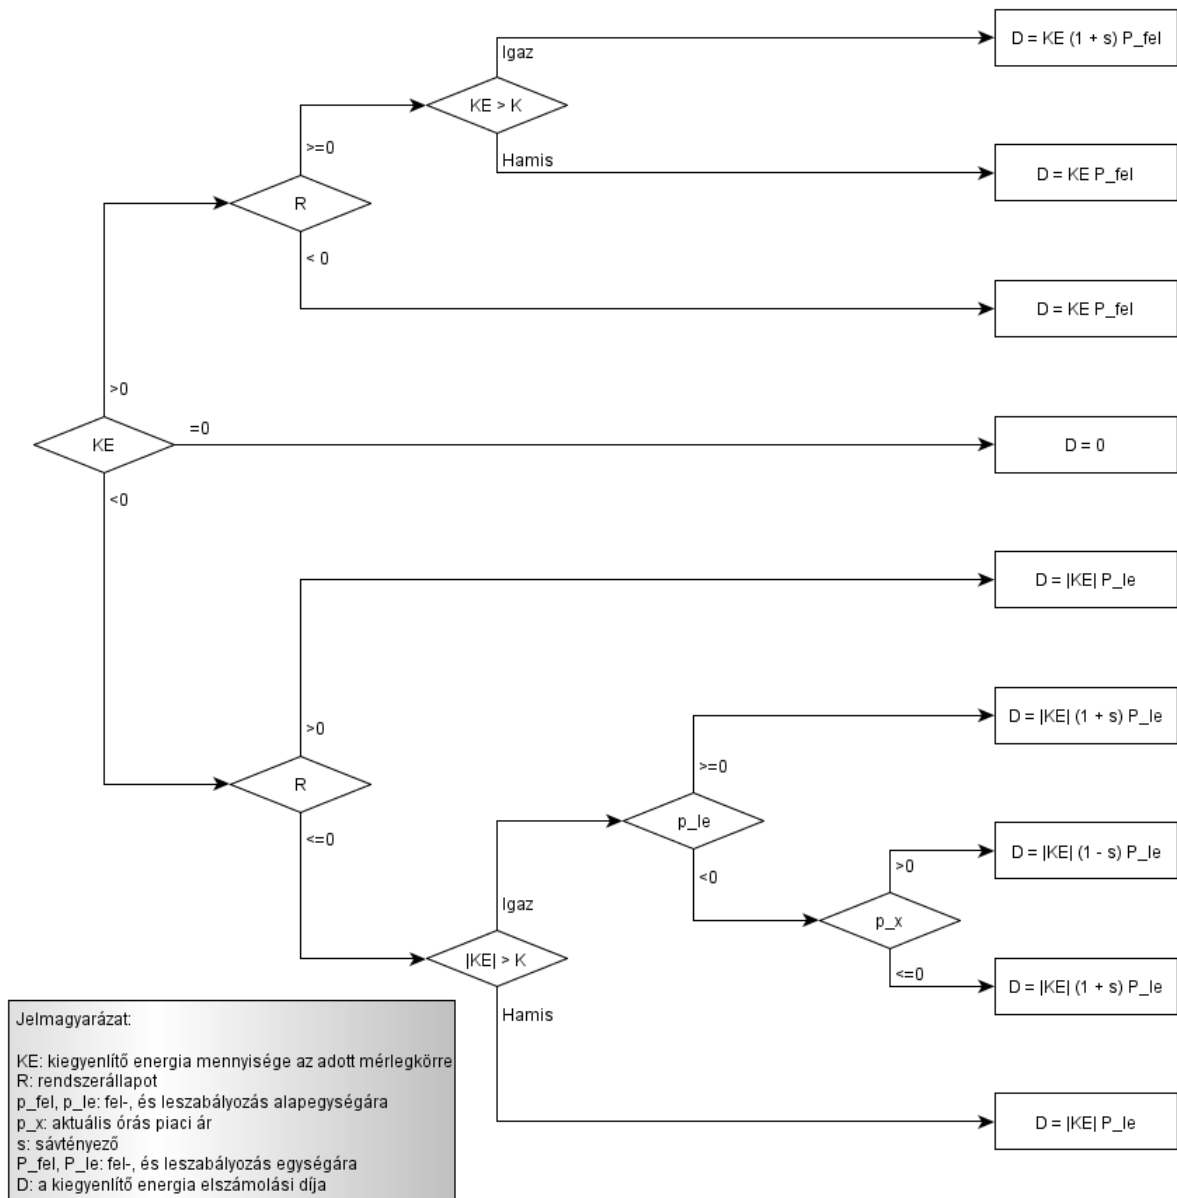 Igaz
D = KE (1 + s) P_fel
KE > K
>=0
Hamis
D = KE P_fel
R
< 0
D = KE P_fel
>0
KE
=0
D = 0
<0
D = |KE| P_le
>0
R
<=0
D = |KE| (1 + s) P_le
>=0
p_le
<0
>0
D = |KE| (1 - s) P_le
p_x
<=0
D = |KE| (1 + s) P_le
Igaz
|KE| > K
Hamis
D = |KE| P_le
Jelmagyarázat:
KE: kiegyenlítő energia mennyisége az adott mérlegkörre
R: rendszerállapot
p_fel, p_le: fel-, és leszabályozás alapegységára
p_x: aktuális órás piaci ár
s: sávtényező
P_fel, P_le: fel-, és leszabályozás egységára
D: a kiegyenlítő energia elszámolási díja